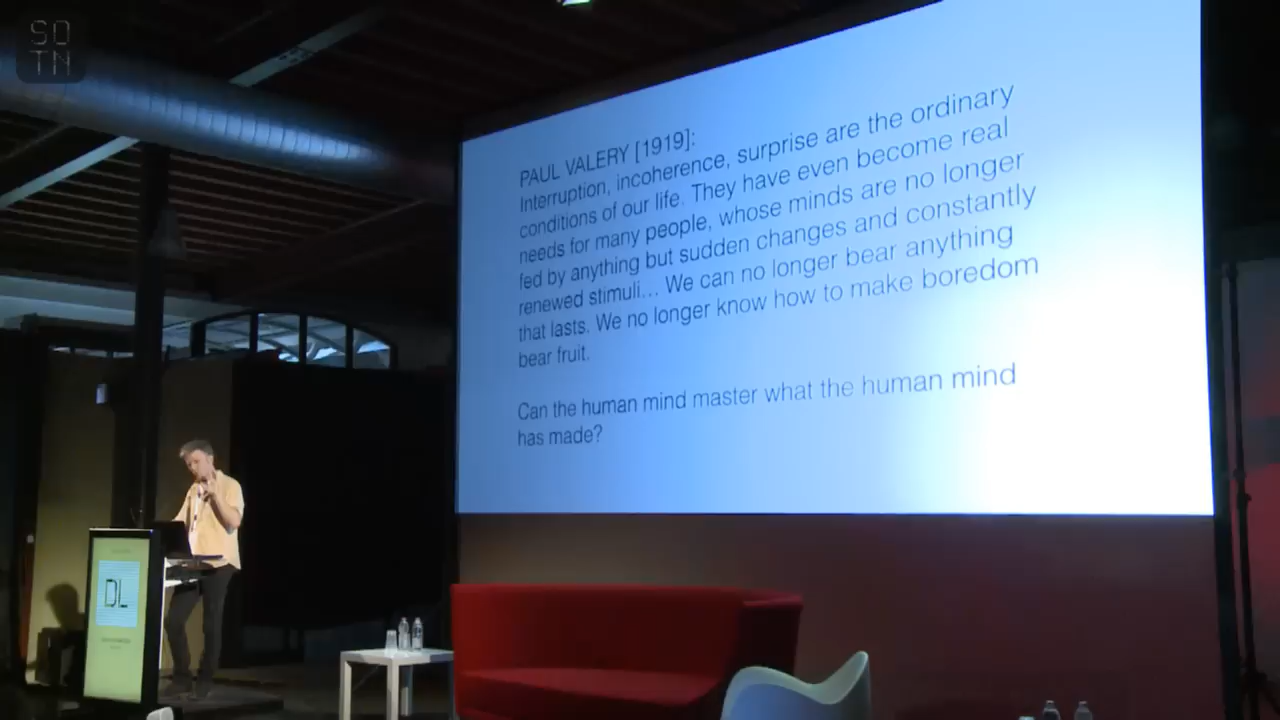 SO
TN
PAUL VALERY [1919]:
Interruption, incoherence, surprise are the ordinary
conditions of our life. They have even become real
needs for many people, whose minds are no longer
fed by anything but sudden changes and constantly
renewed stimuli... We can no longer bear anything
that lasts. We no longer know how to make boredom
bear fruit.
Can the human mind master what the human mind
has made?
DL